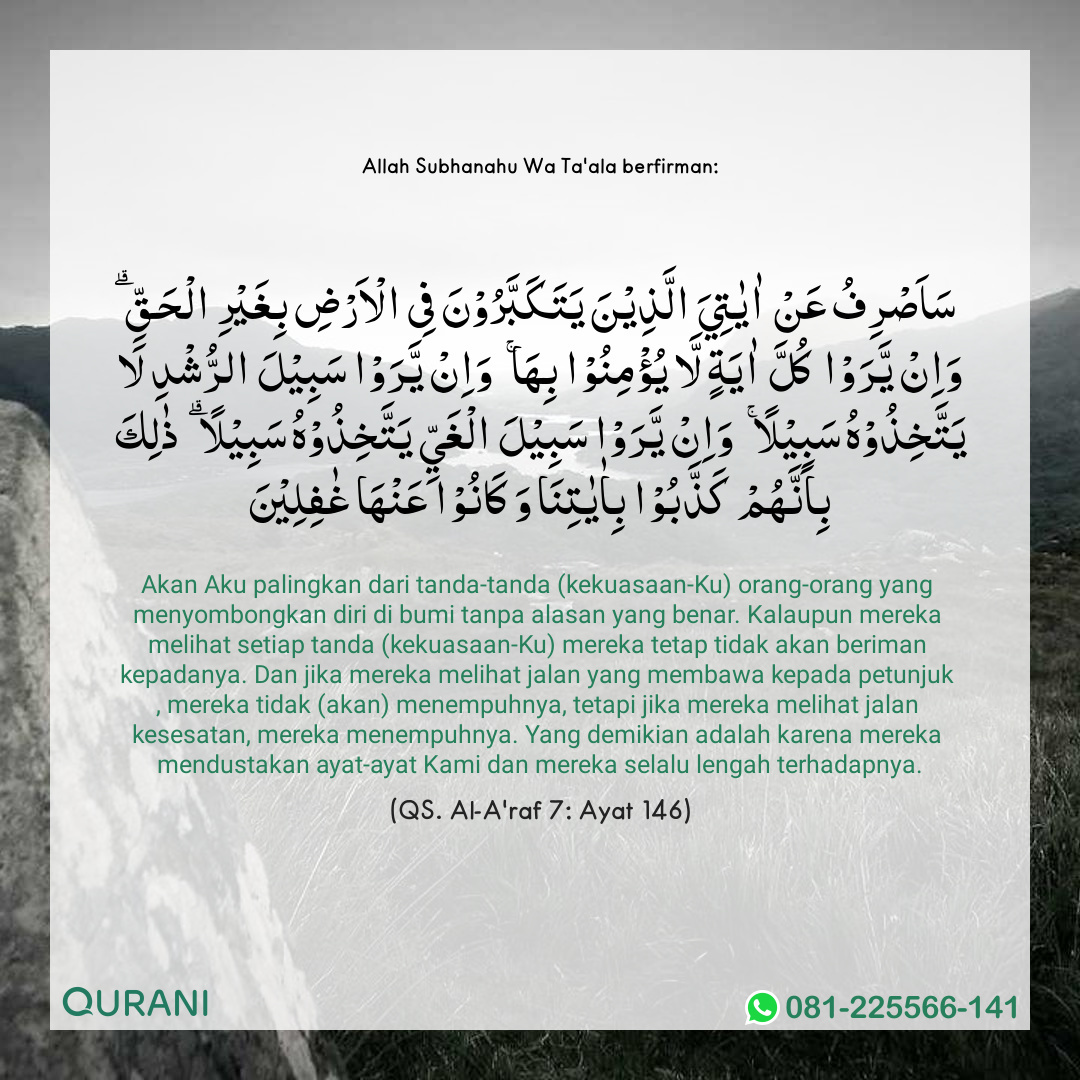 Allah Subhanahu Wa Ta'ala berfirman:
سَاَصْرِفُ عَنْ اٰيٰتِيَ الَّذِيْنَ يَتَكَبَّرُوْنَ فِى الْاَرْضِ بِغَيْرِ الْحَقِّ ۗ
وَاِنْ يَّرَوْا كُلَّ اٰيَةٍ لَّا يُؤْمِنُوْا بِهَا ۚ وَاِنْ يَّرَوْا سَبِيْلَ الرُّشْدِ لَا
يَتَّخِذُوْهُ سَبِيْلًا ۚ وَاِنْ يَّرَوْا سَبِيْلَ الْغَيِّ يَتَّخِذُوْهُ سَبِيْلًا ۗ ذٰلِكَ
بِاَنَّهُمْ كَذَّبُوْا بِاٰيٰتِنَا وَكَانُوْا عَنْهَا غٰفِلِيْنَ
Akan Aku palingkan dari tanda-tanda (kekuasaan-Ku) orang-orang yang
menyombongkan diri di bumi tanpa alasan yang benar. Kalaupun mereka
melihat setiap tanda (kekuasaan-Ku) mereka tetap tidak akan beriman
kepadanya. Dan jika mereka melihat jalan yang membawa kepada petunjuk
, mereka tidak (akan) menempuhnya, tetapi jika mereka melihat jalan
kesesatan, mereka menempuhnya. Yang demikian adalah karena mereka
mendustakan ayat-ayat Kami dan mereka selalu lengah terhadapnya.
(QS. Al-A'raf 7: Ayat 146)
QURANI
081-225566-141